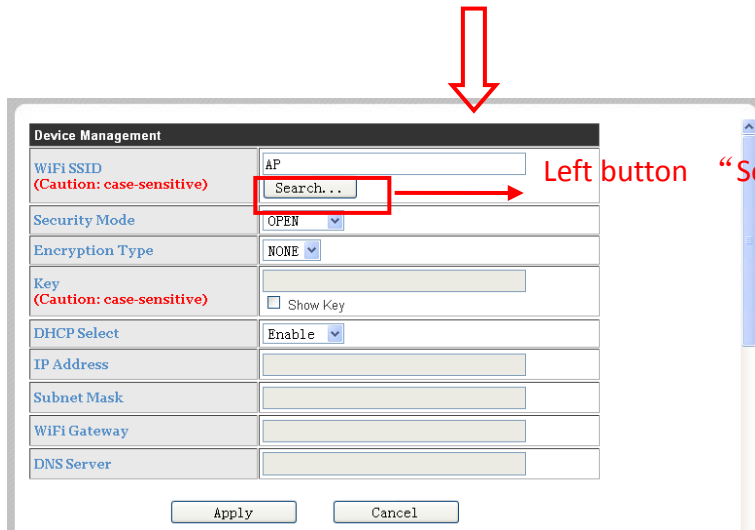 Device Management
WiFi SSID
(Caution: case-sensitive)
AP
Search...
Left button “S
Security Mode
OPEN
Encryption Type
NONE
Key
(Caution: case-sensitive)
Show Key
DHCP Select
Enable
IP Address
Subnet Mask
WiFi Gateway
DNS Server
Apply
Cancel